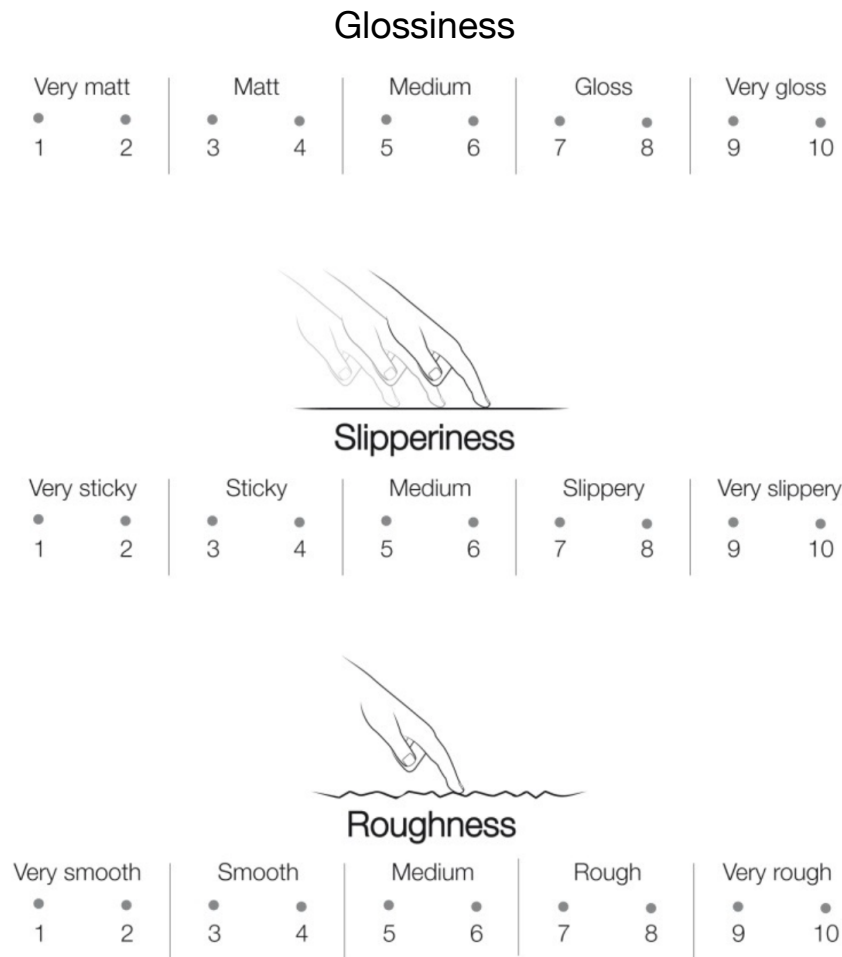 Glossiness
Very matt Matt Medium Gloss Very gloss
1 2 3 4 5 6 7 8 9 10
Slipperiness
Very sticky Sticky Medium Slippery Very slippery
1 2 3 4 5 6 7 8 9 10
Roughness
Very smooth Smooth Medium Rough Very rough
1 2 3 4 5 6 7 8 9 10